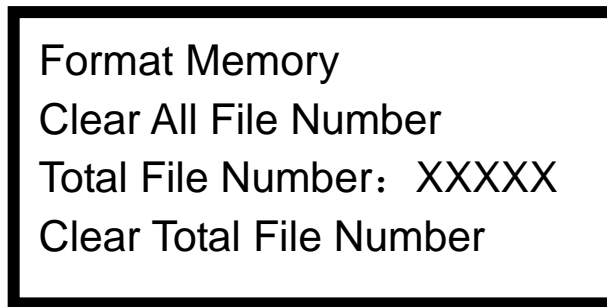 Format Memory
Clear All File Number
Total File Number：XXXXX
Clear Total File Number